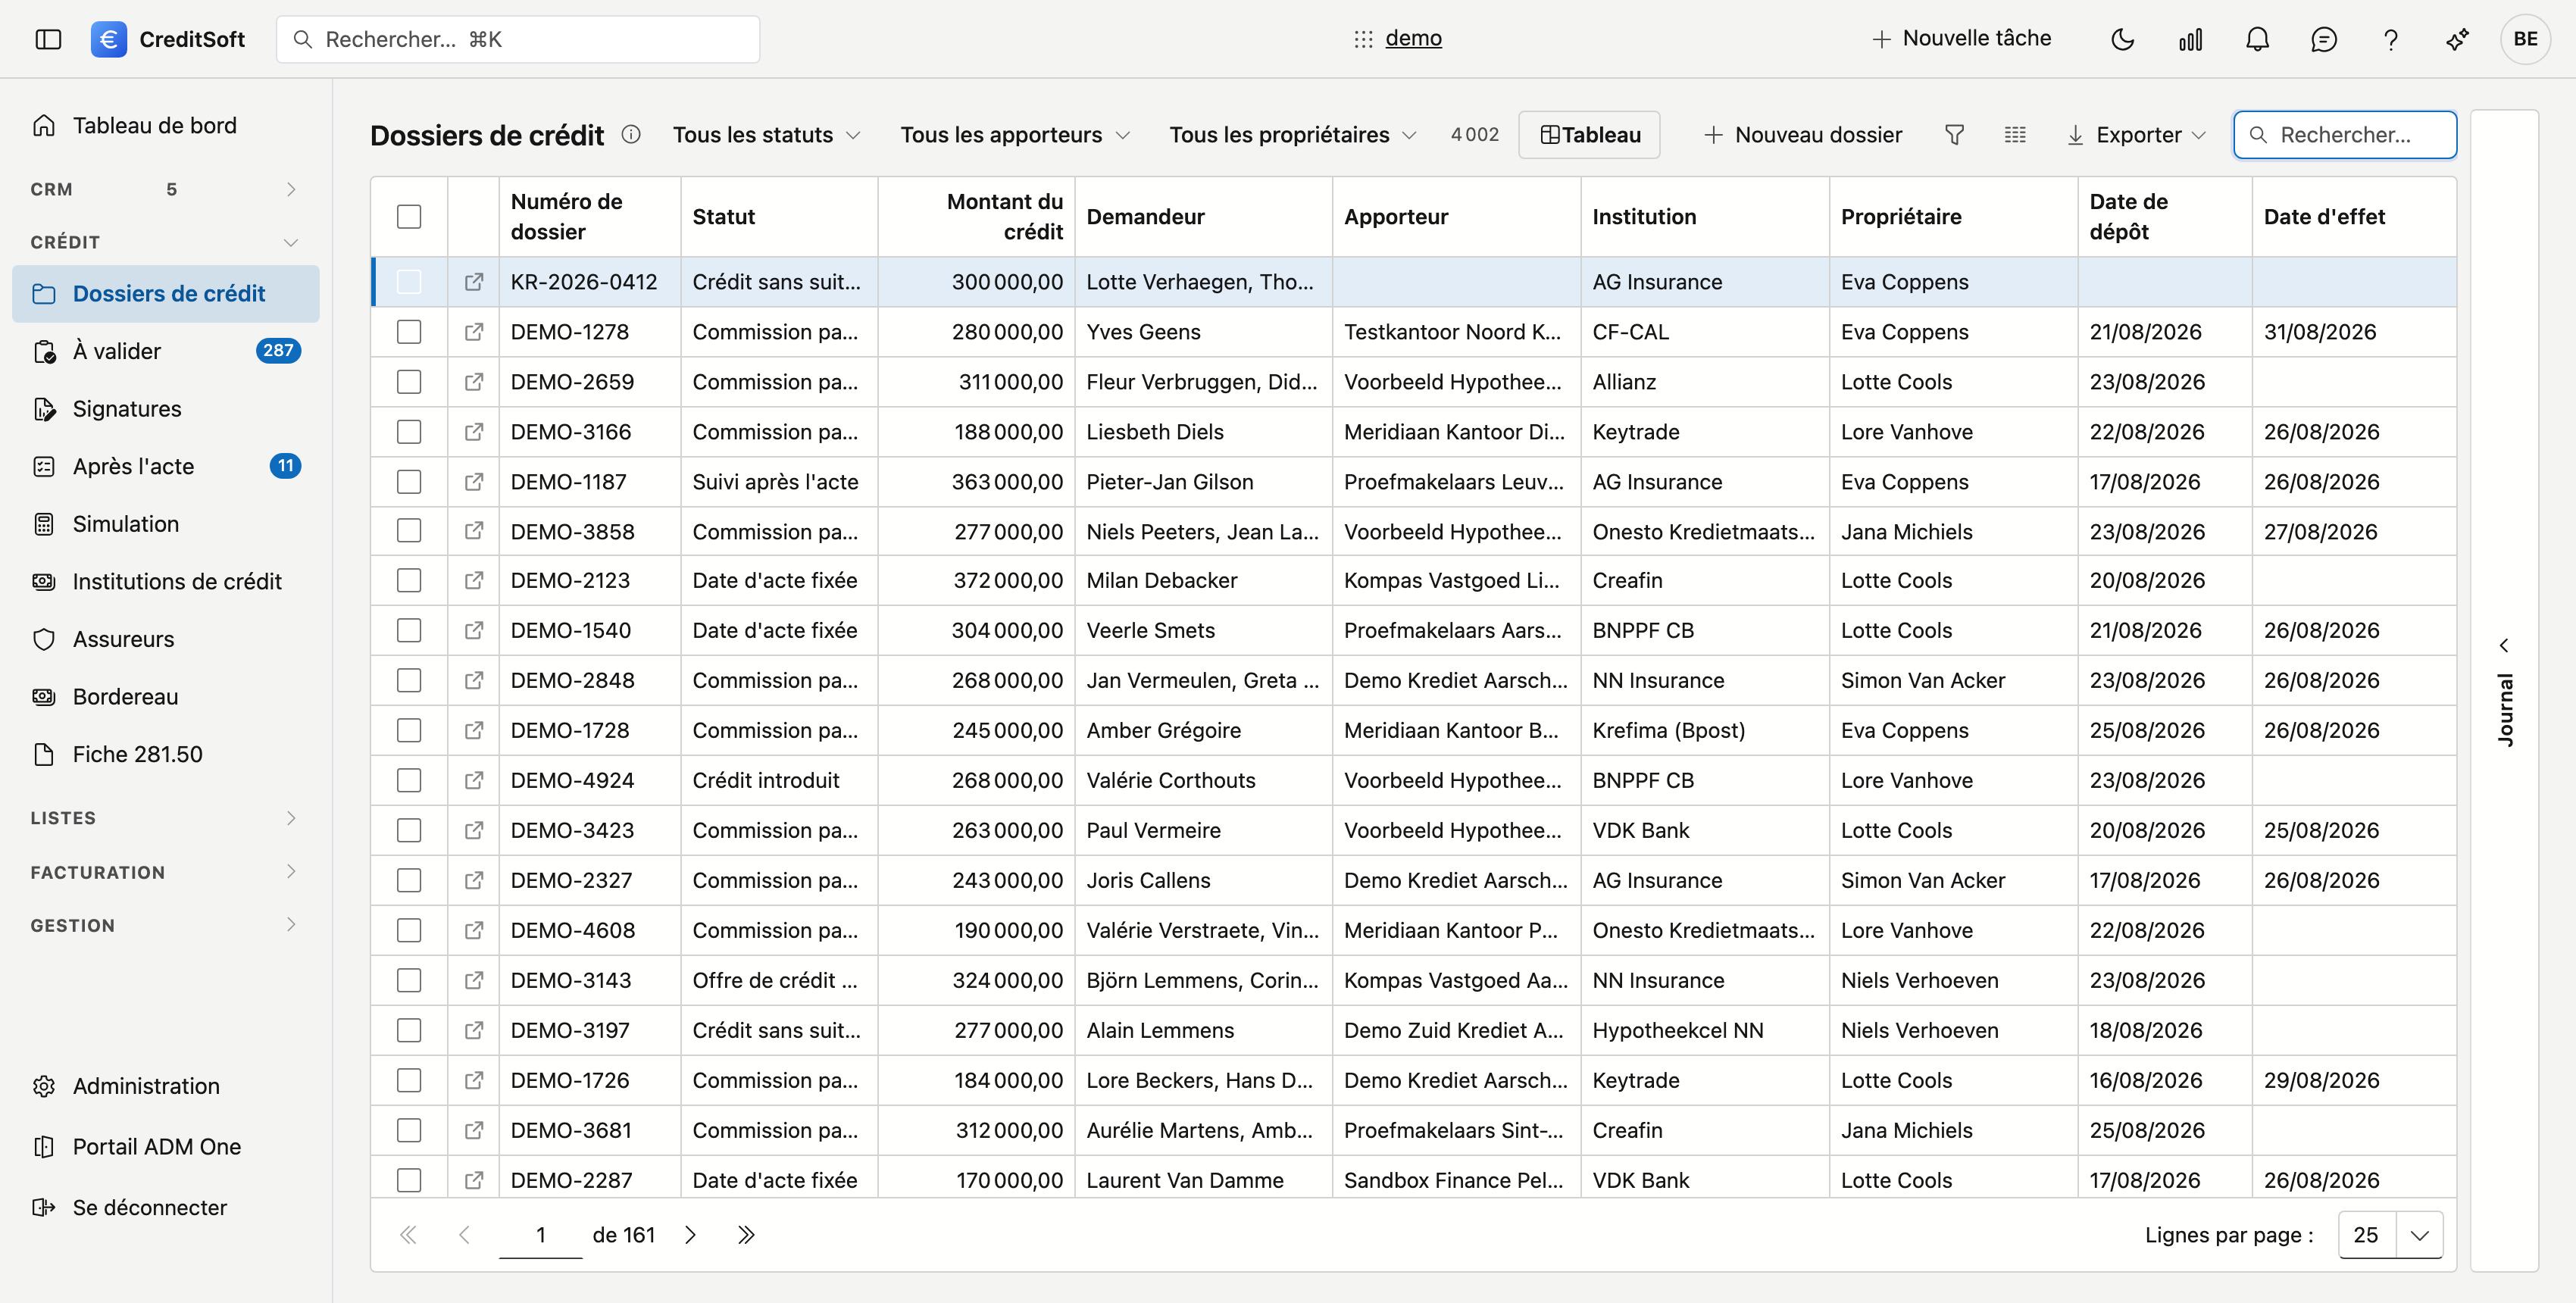 € CreditSoft Rechercher... ⌘K demo Nouvelle tâche BE
Tableau de bord
CRM 5
CRÉDIT
Dossiers de crédit
À valider 287
Signatures
Après l'acte 11
Simulation
Institutions de crédit
Assureurs
Bordereau
Fiche 281.50
LISTES
FACTURATION
GESTION
Administration
Portail ADM One
Se déconnecter
Dossiers de crédit Tous les statuts Tous les apporteurs Tous les propriétaires 4 002 Tableau Nouveau dossier Exporter Rechercher...
Numéro de dossier Statut Montant du crédit Demandeur Apporteur Institution Propriétaire Date de dépôt Date d'effet
KR-2026-0412 Crédit sans suit... 300 000,00 Lotte Verhaegen, Tho... AG Insurance Eva Coppens
DEMO-1278 Commission pa... 280 000,00 Yves Geens Testkantoor Noord K... CF-CAL Eva Coppens 21/08/2026 31/08/2026
DEMO-2659 Commission pa... 311 000,00 Fleur Verbruggen, Did... Voorbeeld Hypothee... Allianz Lotte Cools 23/08/2026
DEMO-3166 Commission pa... 188 000,00 Liesbeth Diels Meridiaan Kantoor Di... Keytrade Lore Vanhove 22/08/2026 26/08/2026
DEMO-1187 Suivi après l'acte 363 000,00 Pieter-Jan Gilson Proefmakelaars Leuv... AG Insurance Eva Coppens 17/08/2026 26/08/2026
DEMO-3858 Commission pa... 277 000,00 Niels Peeters, Jean La... Voorbeeld Hypothee... Onesto Kredietmaats... Jana Michiels 23/08/2026 27/08/2026
DEMO-2123 Date d'acte fixée 372 000,00 Milan Debacker Kompas Vastgoed Li... Creafin Lotte Cools 20/08/2026
DEMO-1540 Date d'acte fixée 304 000,00 Veerle Smets Proefmakelaars Aars... BNPPF CB Lotte Cools 21/08/2026 26/08/2026
DEMO-2848 Commission pa... 268 000,00 Jan Vermeulen, Greta ... Demo Krediet Aarsch... NN Insurance Simon Van Acker 23/08/2026 26/08/2026
DEMO-1728 Commission pa... 245 000,00 Amber Grégoire Meridiaan Kantoor B... Krefima (Bpost) Eva Coppens 25/08/2026 26/08/2026
DEMO-4924 Crédit introduit 268 000,00 Valérie Corthouts Voorbeeld Hypothee... BNPPF CB Lore Vanhove 23/08/2026
DEMO-3423 Commission pa... 263 000,00 Paul Vermeire Voorbeeld Hypothee... VDK Bank Lotte Cools 20/08/2026 25/08/2026
DEMO-2327 Commission pa... 243 000,00 Joris Callens Demo Krediet Aarsch... AG Insurance Simon Van Acker 17/08/2026 26/08/2026
DEMO-4608 Commission pa... 190 000,00 Valérie Verstraete, Vin... Meridiaan Kantoor P... Onesto Kredietmaats... Lore Vanhove 22/08/2026
DEMO-3143 Offre de crédit ... 324 000,00 Björn Lemmens, Corin... Kompas Vastgoed Aa... NN Insurance Niels Verhoeven 23/08/2026
DEMO-3197 Crédit sans suit... 277 000,00 Alain Lemmens Demo Zuid Krediet A... Hypotheekcel NN Niels Verhoeven 18/08/2026
DEMO-1726 Commission pa... 184 000,00 Lore Beckers, Hans D... Demo Krediet Aarsch... Keytrade Lotte Cools 16/08/2026 29/08/2026
DEMO-3681 Commission pa... 312 000,00 Aurélie Martens, Amb... Proefmakelaars Sint-... Creafin Jana Michiels 25/08/2026
DEMO-2287 Date d'acte fixée 170 000,00 Laurent Van Damme Sandbox Finance Pel... VDK Bank Lotte Cools 17/08/2026 26/08/2026
1 de 161 Lignes par page : 25
Journal